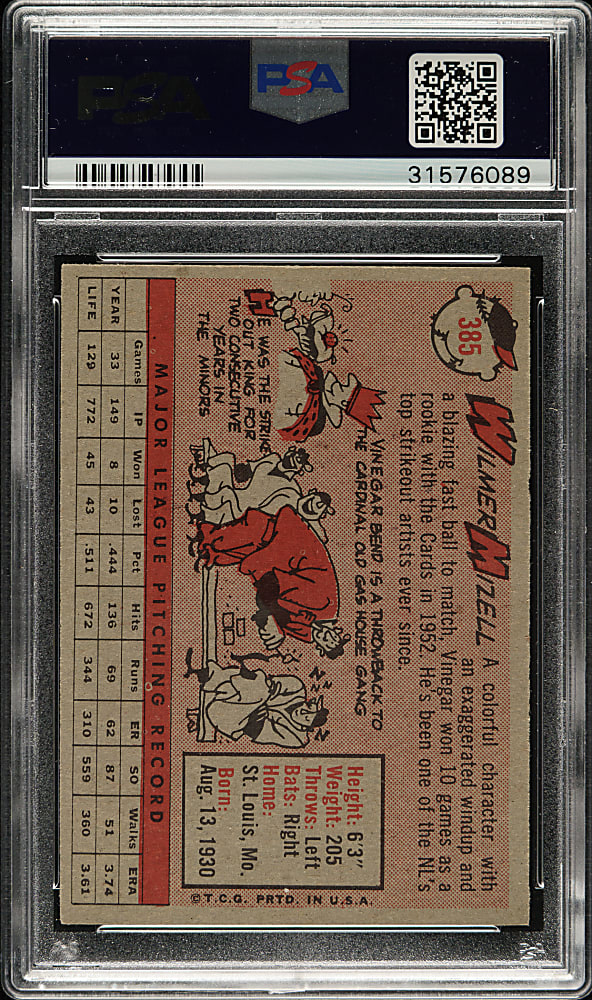 PSA
PSA
31576089
385
WILMER MIZELL
A colorful character with
an exaggerated windup and
a blazing fast ball to match, Vinegar won 10 games as a
rookie with the Cards in 1952. He's been one of the NL's
top strikeout artists ever since.
VINEGAR BEND IS A THROWBACK TO
THE CARDINAL OLD GAS HOUSE GANG
HE WAS THE STRIKE
OUT KING FOR
TWO CONSECUTIVE
YEARS IN
THE MINORS
Z Z Z Z
Height: 6'3"
Weight: 205
Throws: Left
Bats: Right
Home:
St. Louis, Mo.
Born:
Aug. 13, 1930
©T.C.G. PRTD. IN U.S.A.
MAJOR LEAGUE PITCHING RECORD
Games IP Won Lost Pct Hits Runs ER SO Walks ERA
YEAR 33 149 8 10 .444 136 69 62 87 51 3.74
LIFE 129 772 45 43 .511 672 344 310 559 360 3.61